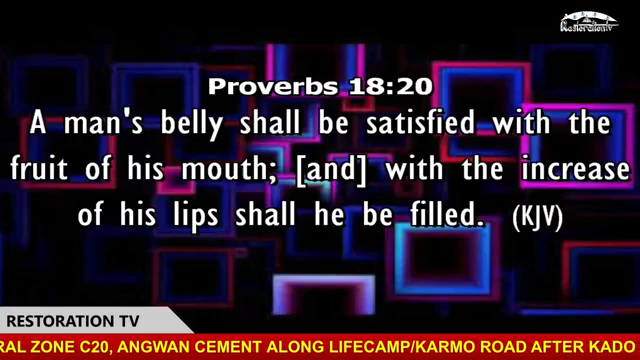 Restorationtv
Proverbs 18:20
A man's belly shall be satisfied with the
fruit of his mouth; [and] with the increase
of his lips shall he be filled. (KJV)
RESTORATION TV
RAL ZONE C20, ANGWAN CEMENT ALONG LIFECAMP/KARMO ROAD AFTER KADO